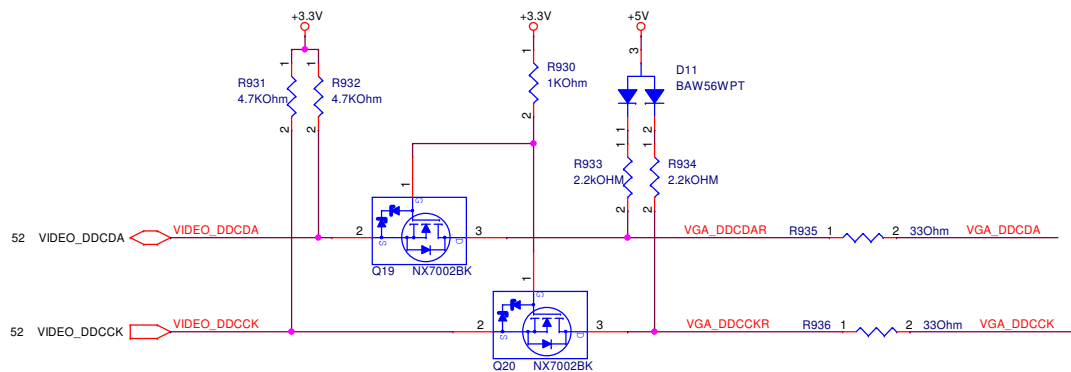 +3.3V
+3.3V
+5V
1
1
1
3
R931
4.7KOhm
R932
4.7KOhm
R930
1KOhm
D11
BAW56WPT
2
2
2
1
2
1
1
R933
2.2kOHM
R934
2.2kOHM
2
2
1
G
52 VIDEO_DDCDA
VIDEO_DDCDA
2
3
VGA_DDCDAR
R935
1
2
33Ohm
VGA_DDCDA
S
D
Q19
NX7002BK
1
G
52 VIDEO_DDCCK
VIDEO_DDCCK
2
3
VGA_DDCCKR
R936
1
2
33Ohm
VGA_DDCCK
S
D
Q20
NX7002BK